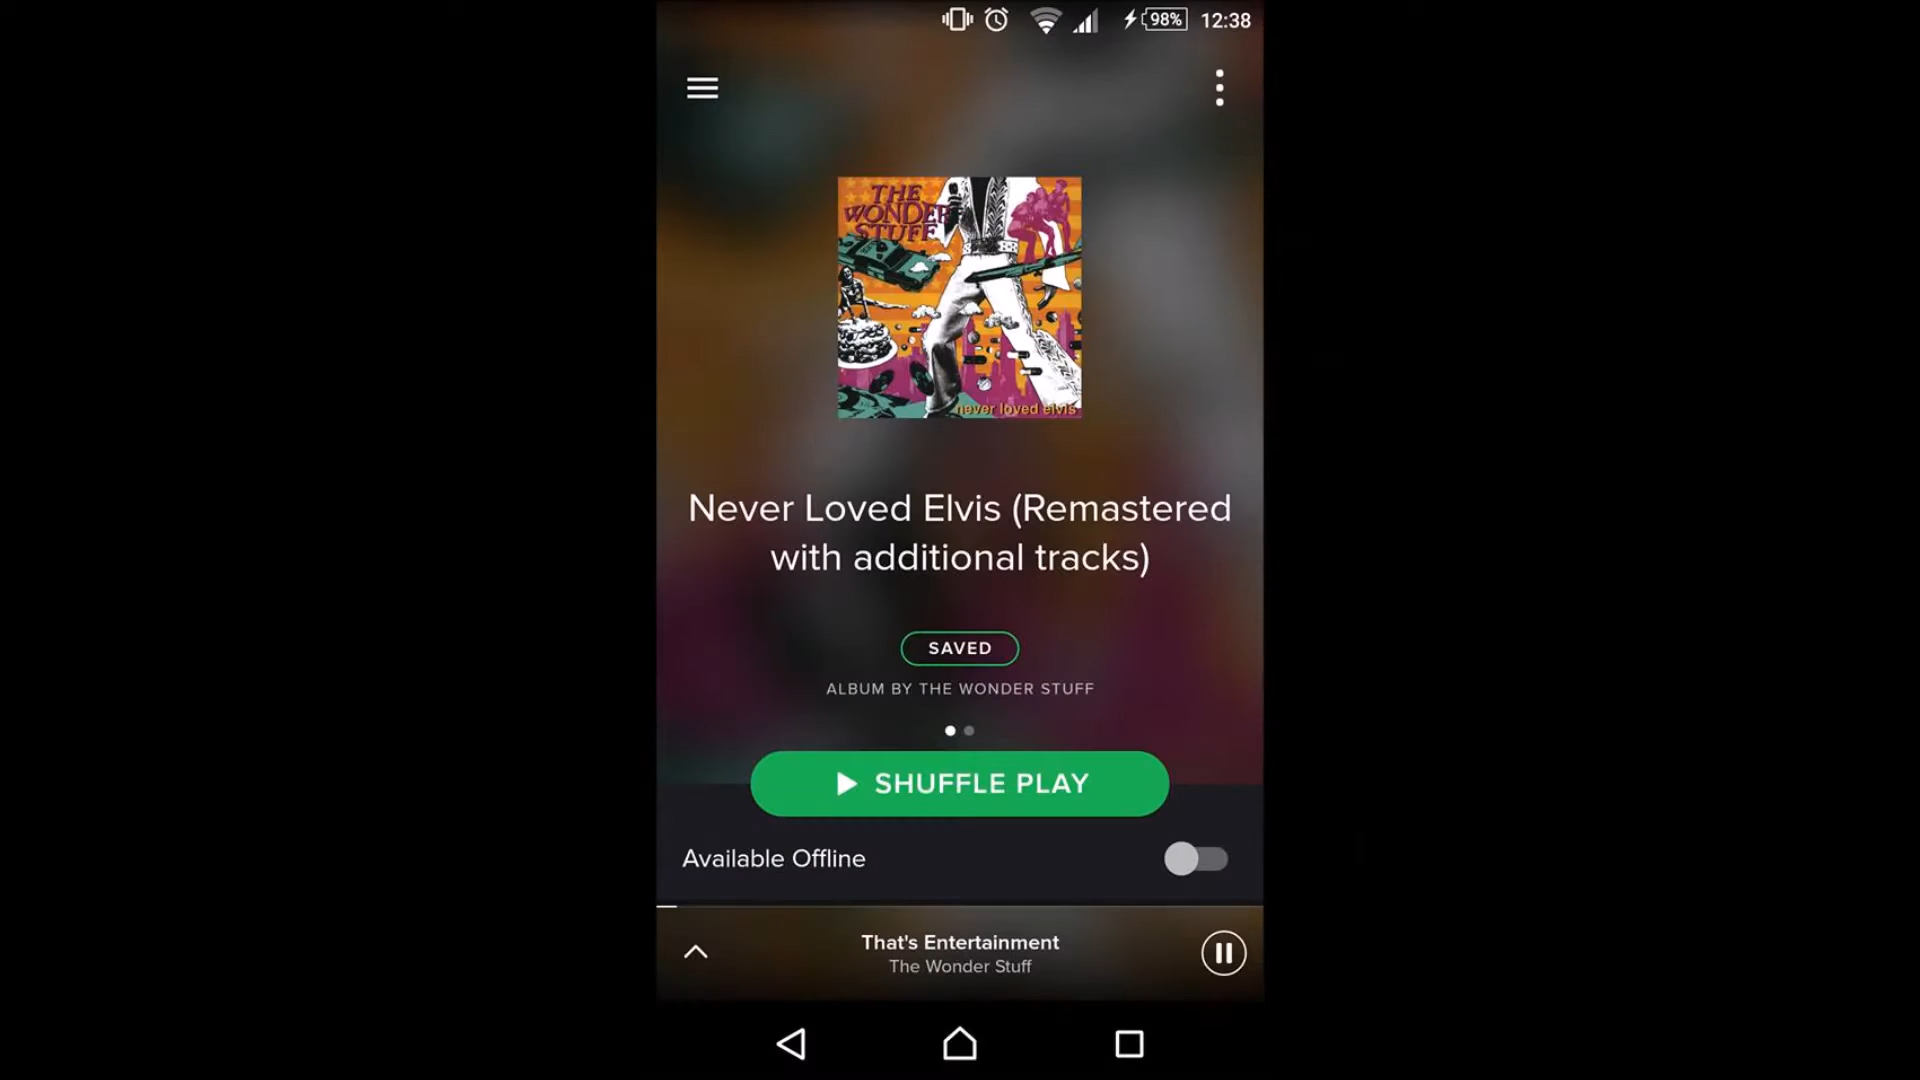 98% 12:38
THE
WONDER
STUFF
never loved elvis
Never Loved Elvis (Remastered
with additional tracks)
SAVED
ALBUM BY THE WONDER STUFF
SHUFFLE PLAY
Available Offline
That's Entertainment
The Wonder Stuff